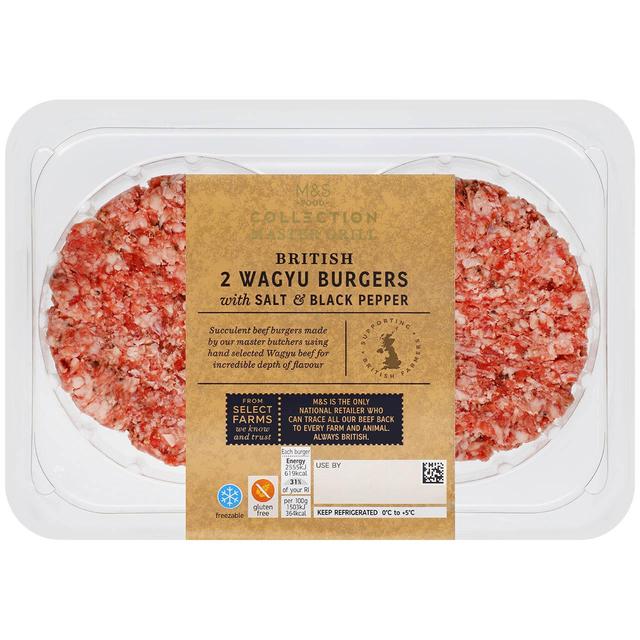 M&S
FOOD
COLLECTION
MASTER GRILL
BRITISH
2 WAGYU BURGERS
with SALT & BLACK PEPPER
Succulent beef burgers made
by our master butchers using
hand selected Wagyu beef for
incredible depth of flavour
SUPPORTING
BRITISH FARMERS
FROM
SELECT
FARMS
we know
and trust
M&S IS THE ONLY
NATIONAL RETAILER WHO
CAN TRACE ALL OUR BEEF BACK
TO EVERY FARM AND ANIMAL.
ALWAYS BRITISH.
freezable
gluten
free
Each burger
Energy
2555kJ
619kcal
31%
of your RI
per 100g
1503kJ
364kcal
USE BY
KEEP REFRIGERATED 0°C to +5°C